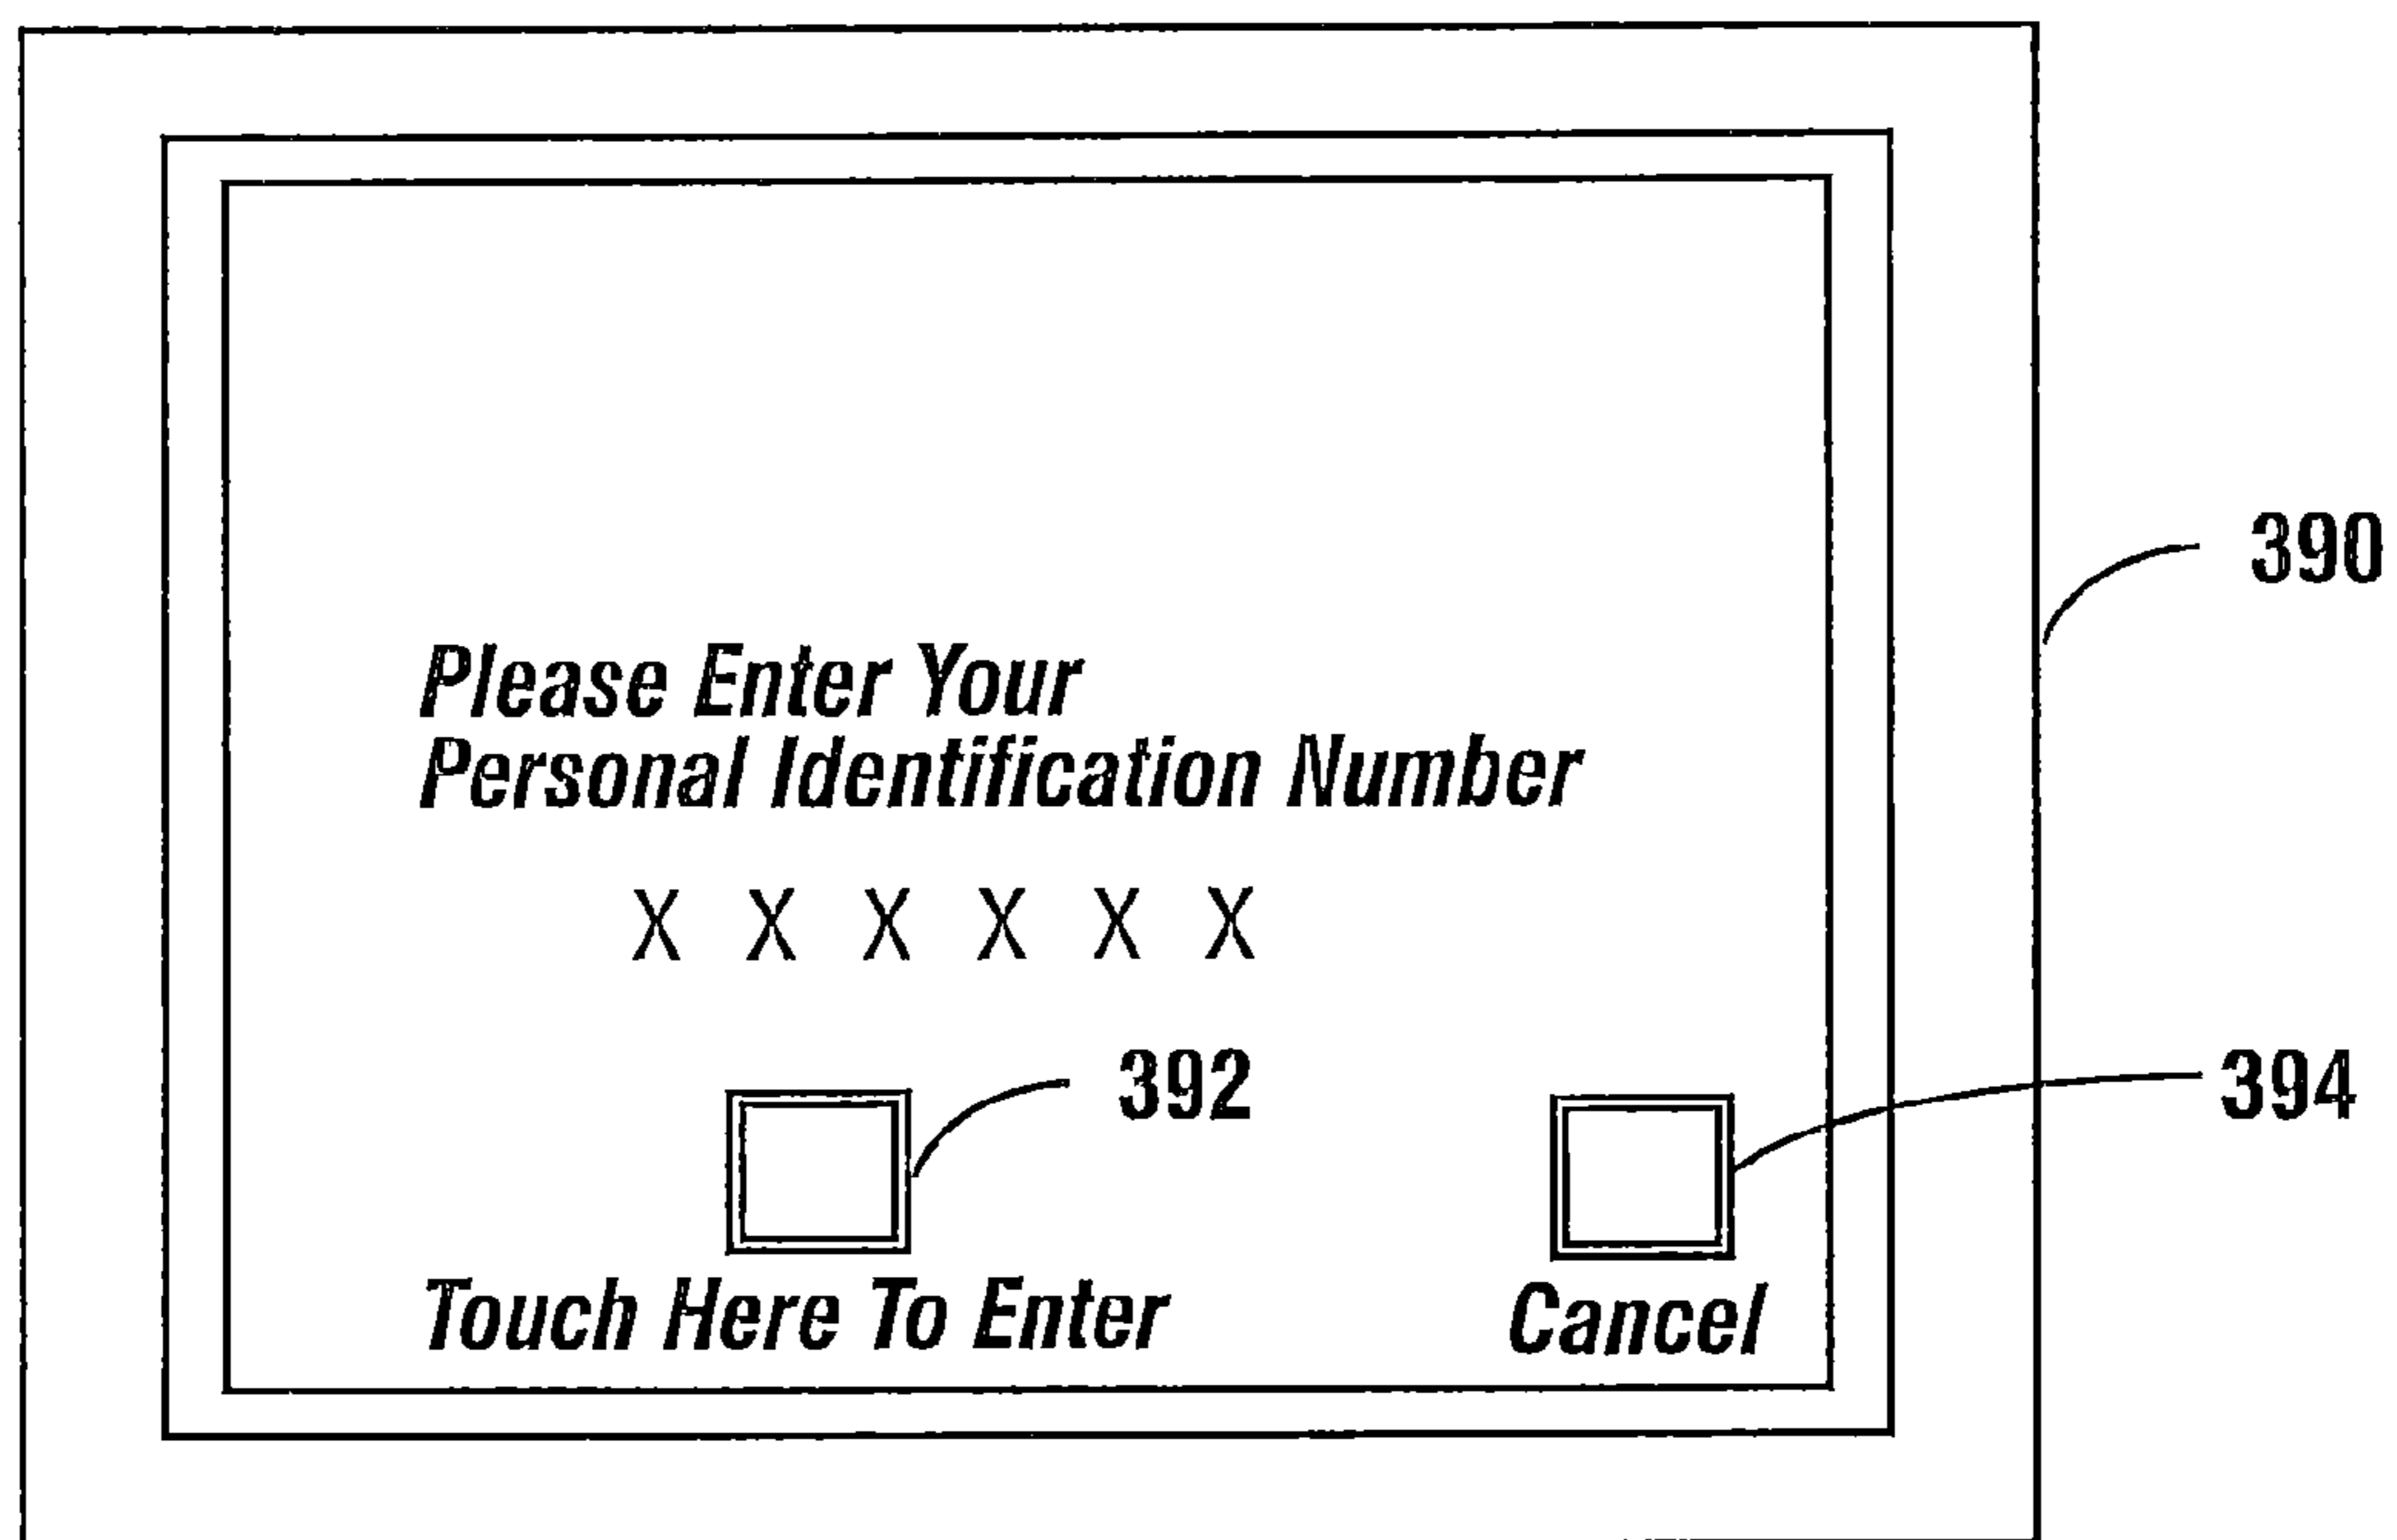 390
Please Enter Your
Personal Identification Number
X X X X X X
392
394
Touch Here To Enter
Cancel